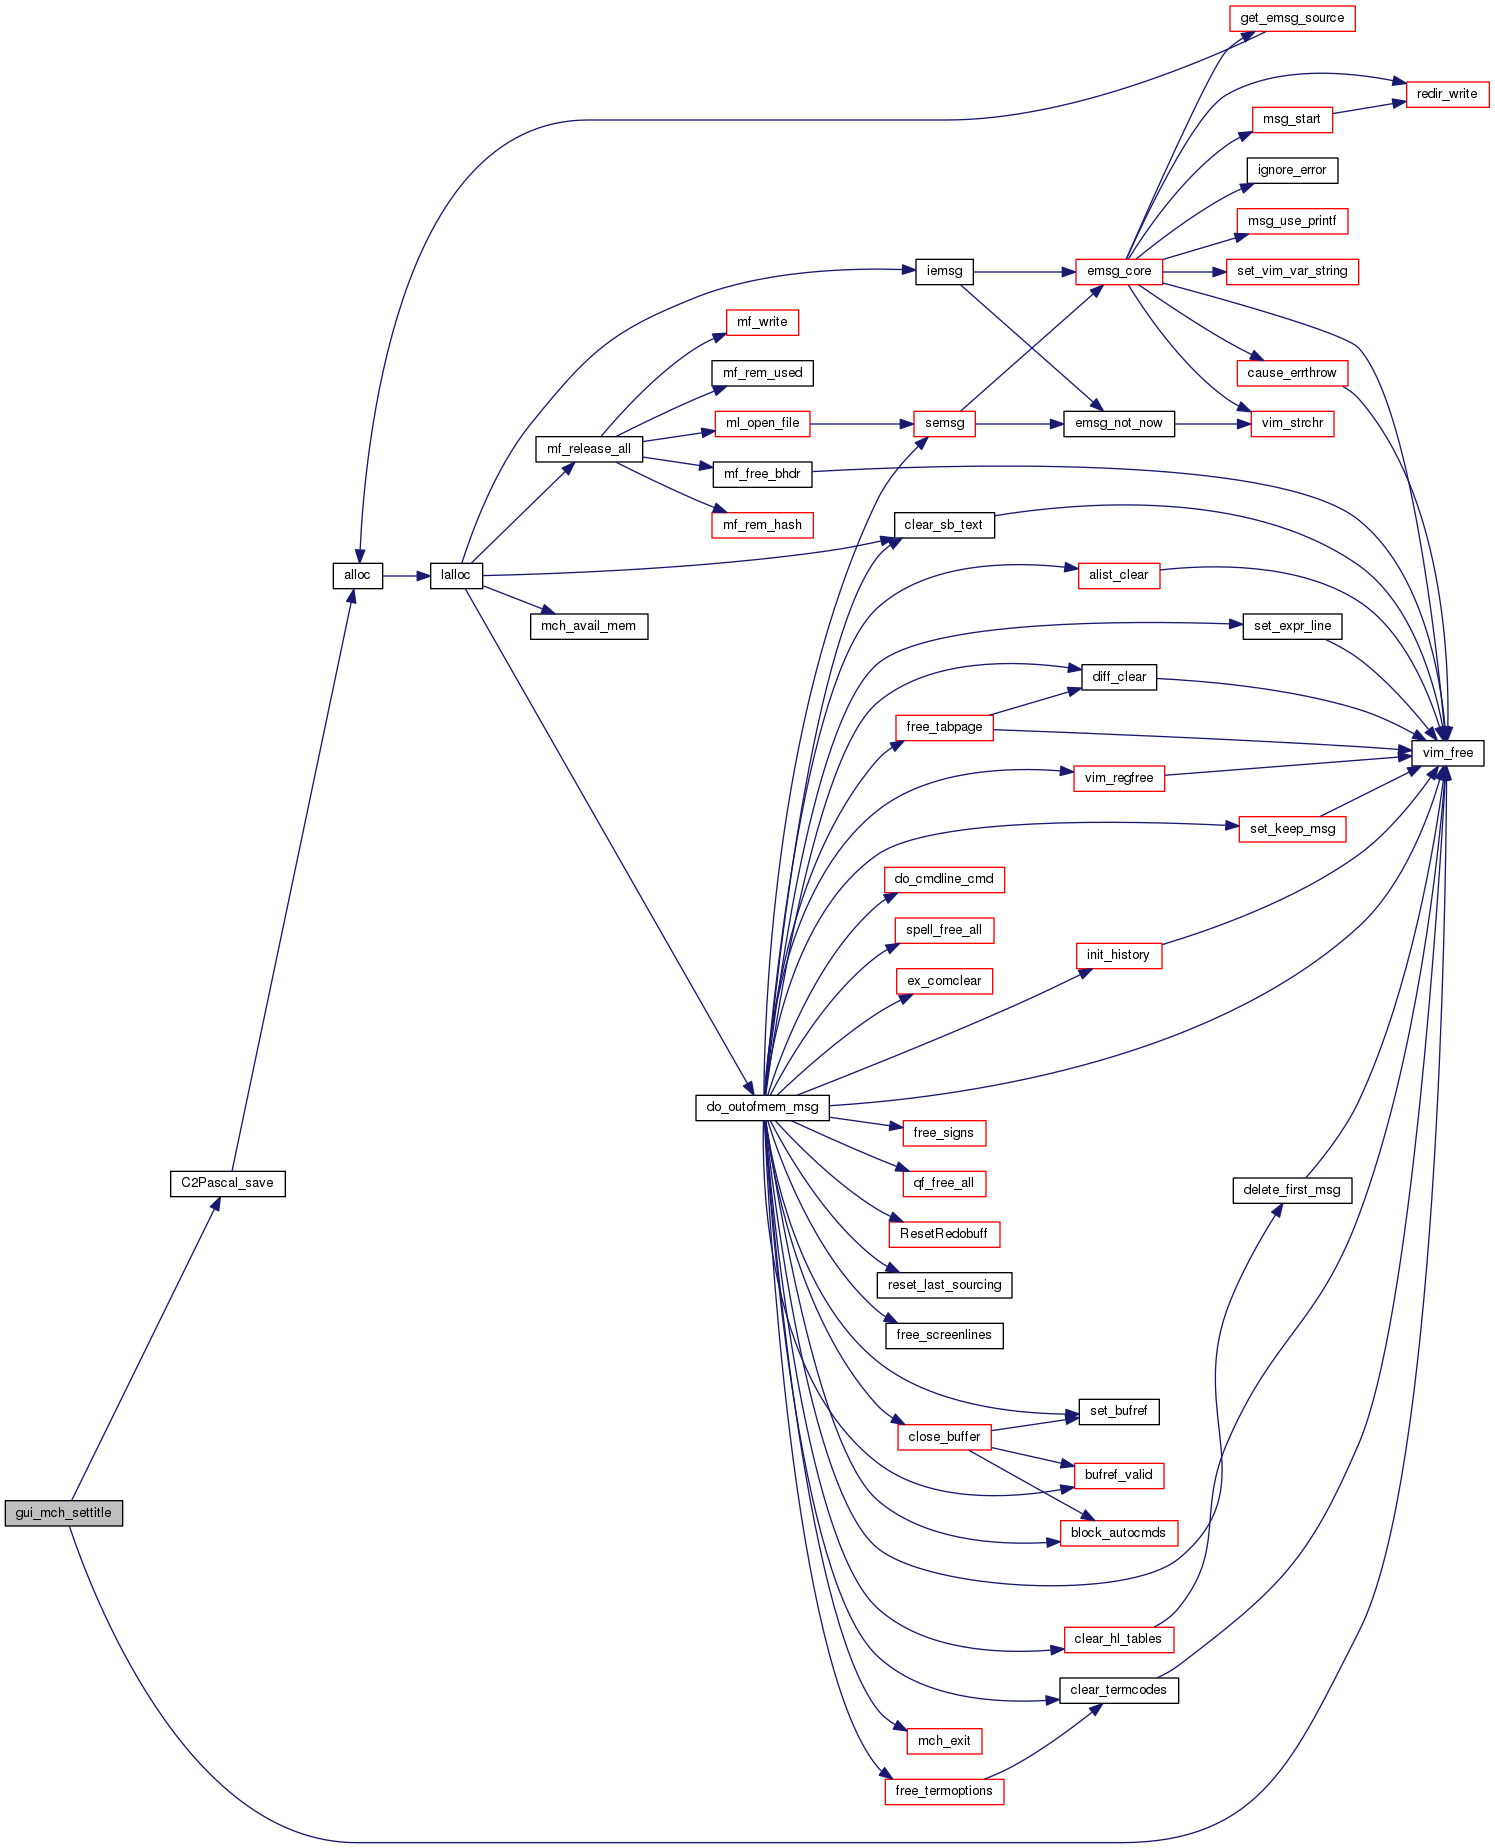 get_emsg_source
redir_write
msg_start
ignore_error
msg_use_printf
iemsg
emsg_core
set_vim_var_string
mf_write
mf_rem_used
cause_errthrow
ml_open_file
semsg
emsg_not_now
vim_strchr
mf_release_all
mf_free_bhdr
mf_rem_hash
clear_sb_text
alloc
lalloc
alist_clear
mch_avail_mem
set_expr_line
diff_clear
free_tabpage
vim_free
vim_regfree
set_keep_msg
do_cmdline_cmd
spell_free_all
init_history
ex_comclear
do_outofmem_msg
free_signs
C2Pascal_save
qf_free_all
delete_first_msg
ResetRedobuff
reset_last_sourcing
free_screenlines
set_bufref
close_buffer
bufref_valid
gui_mch_settitle
block_autocmds
clear_hl_tables
clear_termcodes
mch_exit
free_termoptions